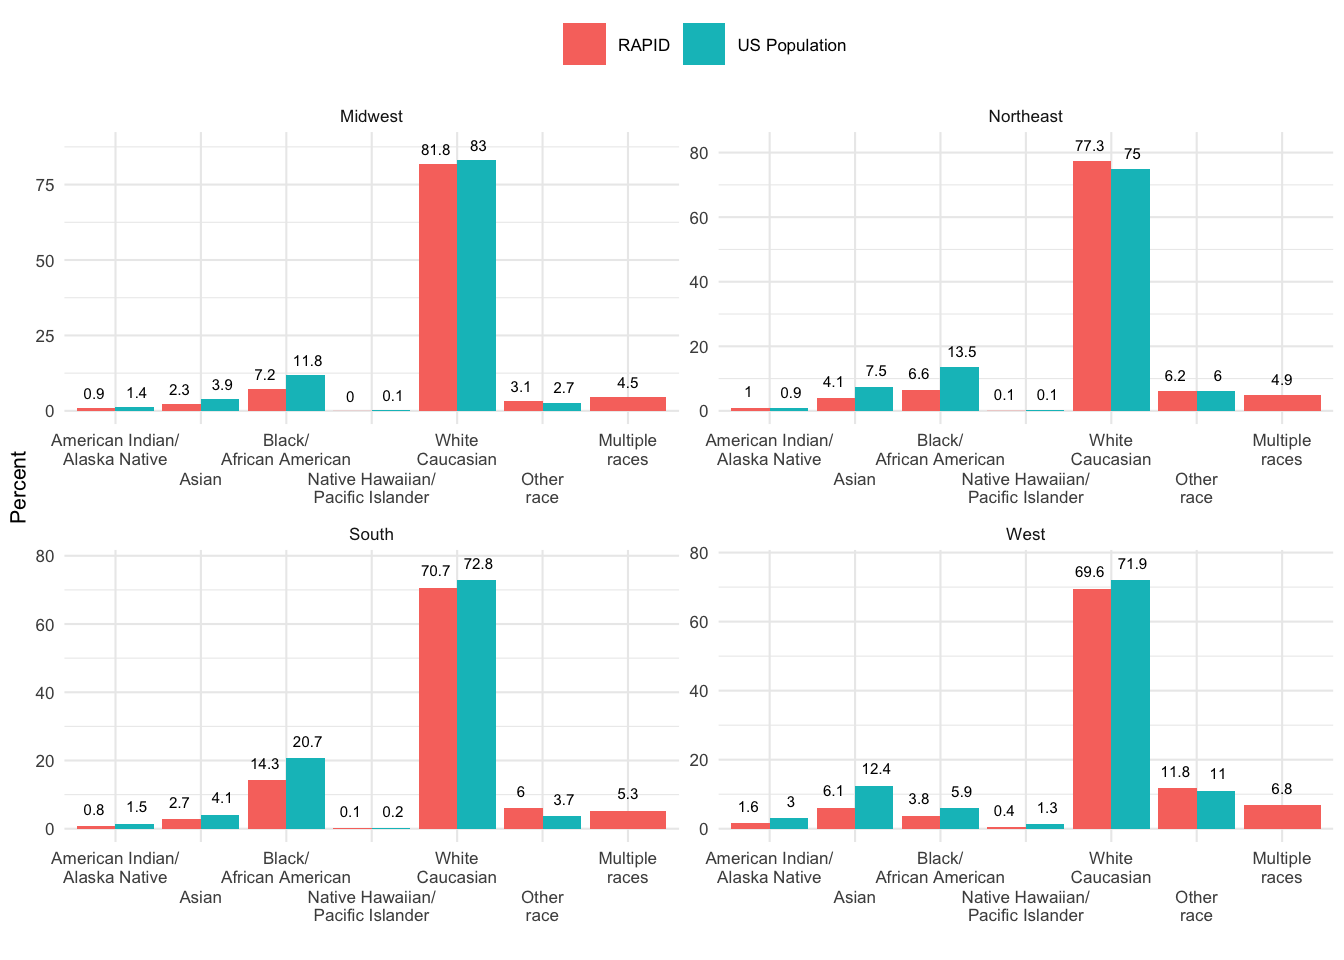 RAPID US Population
Midwest
75
50
25
0
0.9 1.4 2.3 3.9 7.2 11.8 0 0.1 81.8 83 3.1 2.7 4.5
American Indian/ Black/ White Multiple
Alaska Native African American Caucasian races
Asian Native Hawaiian/ Other
Pacific Islander race
Northeast
80
60
40
20
0
1 0.9 4.1 7.5 6.6 13.5 0.1 0.1 77.3 75 6.2 6 4.9
American Indian/ Black/ White Multiple
Alaska Native African American Caucasian races
Asian Native Hawaiian/ Other
Pacific Islander race
Percent
South
80
60
40
20
0
0.8 1.5 2.7 4.1 14.3 20.7 0.1 0.2 70.7 72.8 6 3.7 5.3
American Indian/ Black/ White Multiple
Alaska Native African American Caucasian races
Asian Native Hawaiian/ Other
Pacific Islander race
West
80
60
40
20
0
1.6 3 6.1 12.4 3.8 5.9 0.4 1.3 69.6 71.9 11.8 11 6.8
American Indian/ Black/ White Multiple
Alaska Native African American Caucasian races
Asian Native Hawaiian/ Other
Pacific Islander race